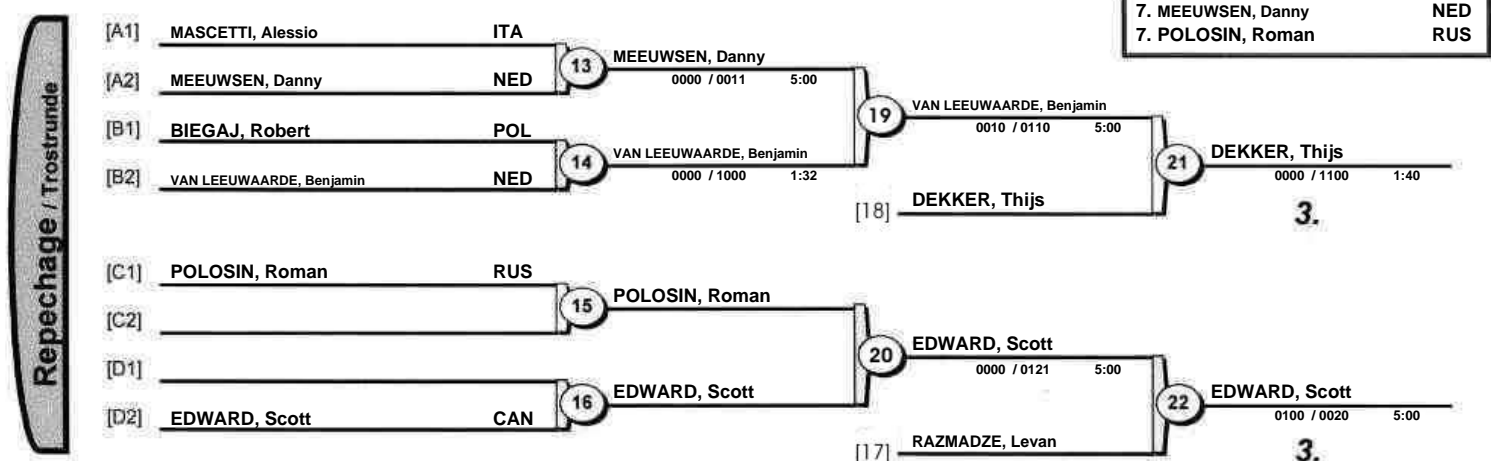 7. MEEUWSEN, Danny NED
7. POLOSIN, Roman RUS
Repechage / Trostrunde
[A1] MASCETTI, Alessio ITA
[A2] MEEUWSEN, Danny NED
13
MEEUWSEN, Danny
0000 / 0011 5:00
[B1] BIEGAJ, Robert POL
[B2] VAN LEEUWAARDE, Benjamin NED
14
VAN LEEUWAARDE, Benjamin
0000 / 1000 1:32
19
VAN LEEUWAARDE, Benjamin
0010 / 0110 5:00
[18] DEKKER, Thijs
21
DEKKER, Thijs
0000 / 1100 1:40
3.
[C1] POLOSIN, Roman RUS
[C2]
15
POLOSIN, Roman
[D1]
[D2] EDWARD, Scott CAN
16
EDWARD, Scott
20
EDWARD, Scott
0000 / 0121 5:00
[17] RAZMADZE, Levan
22
EDWARD, Scott
0100 / 0020 5:00
3.